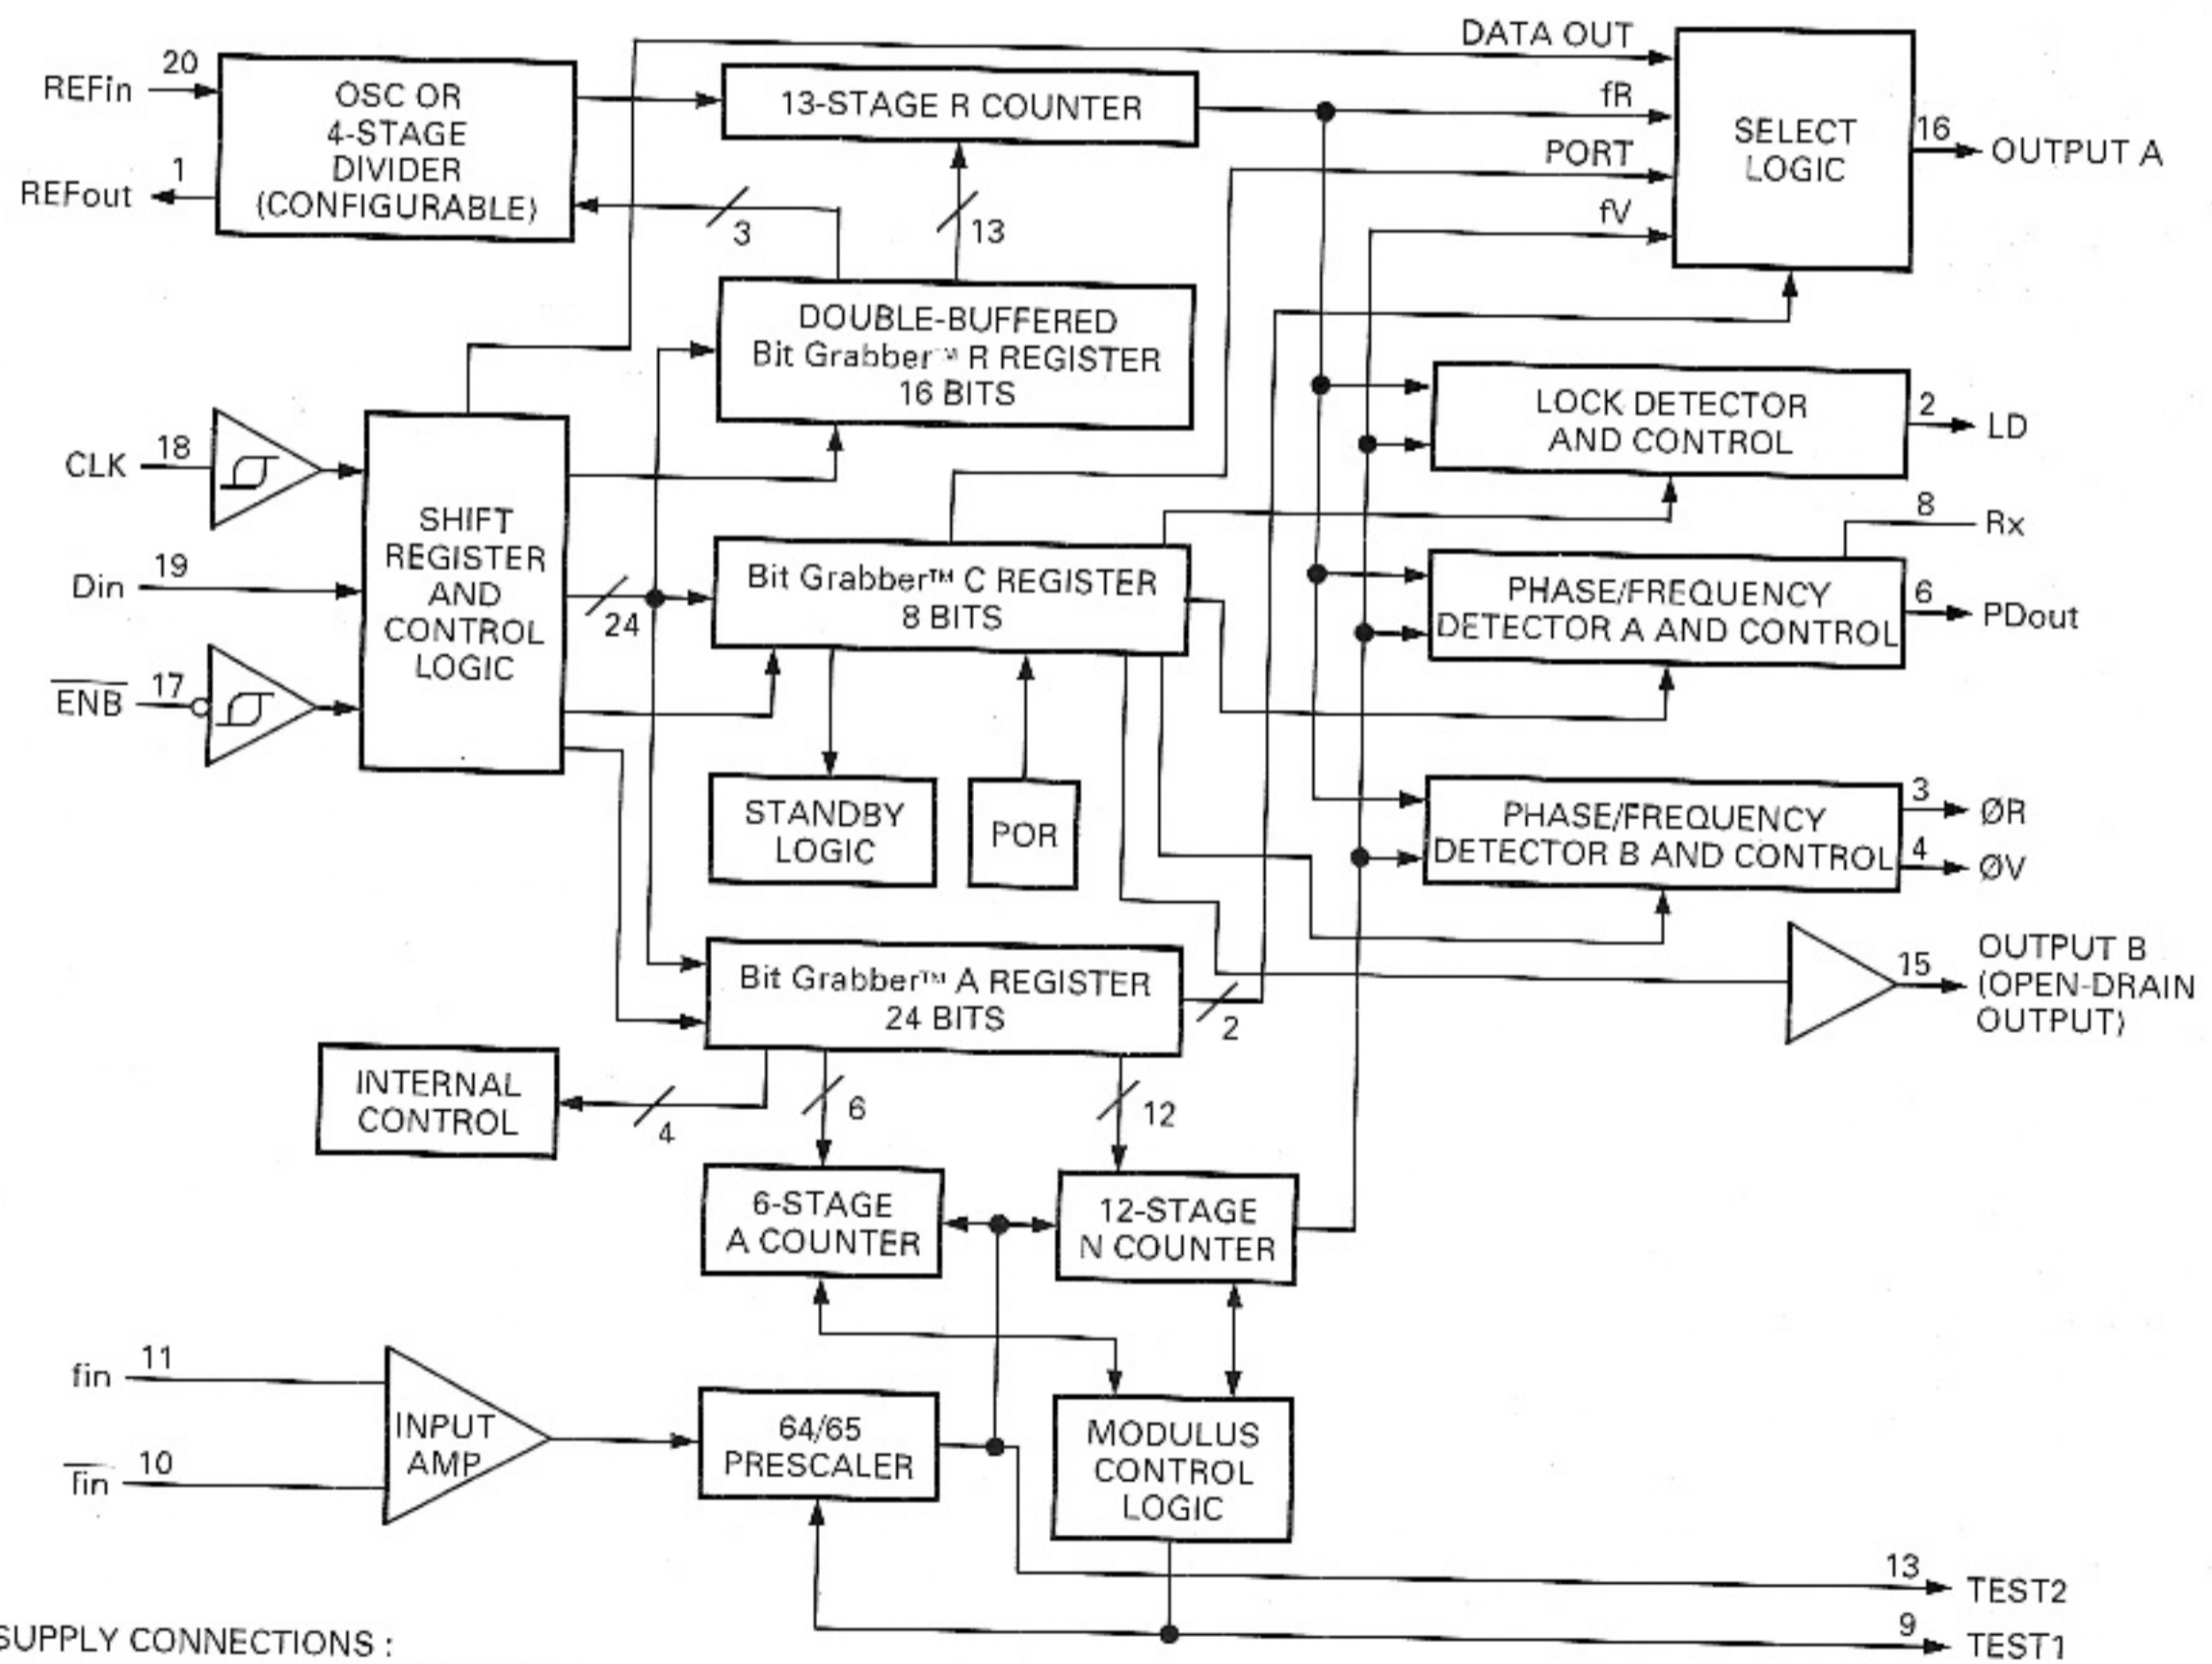 DATA OUT
REFin
20
OSC OR
4-STAGE
DIVIDER
(CONFIGURABLE)
1
REFout
13-STAGE R COUNTER
fR
PORT
fV
SELECT
LOGIC
16
OUTPUT A
3
13
DOUBLE-BUFFERED
Bit Grabber™ R REGISTER
16 BITS
LOCK DETECTOR
AND CONTROL
2
LD
CLK
18
Din
19
ENB
17
SHIFT
REGISTER
AND
CONTROL
LOGIC
24
Bit Grabber™ C REGISTER
8 BITS
8
Rx
PHASE/FREQUENCY
DETECTOR A AND CONTROL
6
PDout
STANDBY
LOGIC
POR
PHASE/FREQUENCY
DETECTOR B AND CONTROL
3
ØR
4
ØV
Bit Grabber™ A REGISTER
24 BITS
2
15
OUTPUT B
(OPEN-DRAIN
OUTPUT)
INTERNAL
CONTROL
4
6
12
6-STAGE
A COUNTER
12-STAGE
N COUNTER
fin
11
fin
10
INPUT
AMP
64/65
PRESCALER
MODULUS
CONTROL
LOGIC
13
TEST2
9
TEST1
SUPPLY CONNECTIONS :